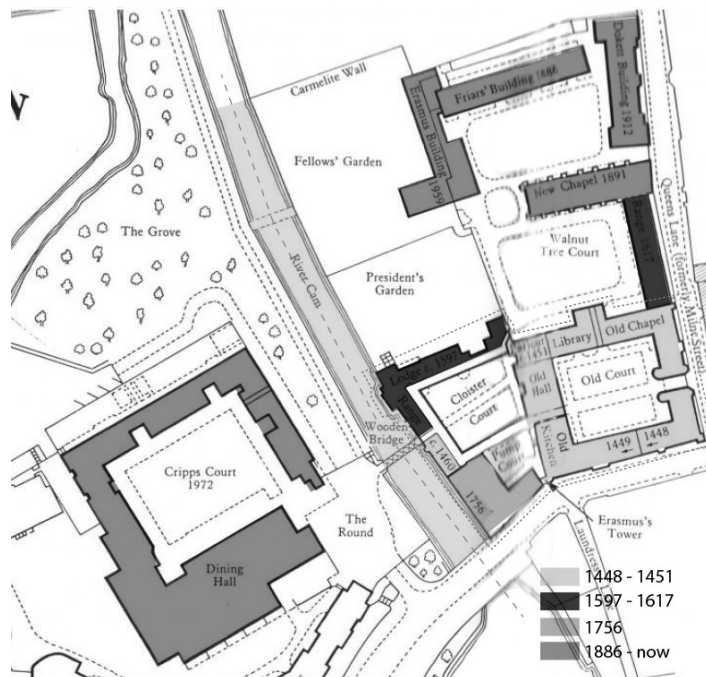 Carmelite Wall
Erasmus Building
1959
Friars' Building 1886
Dokett Building 1912
Fellows' Garden
New Chapel 1891
Queens Lane (formerly Milne Street)
The Grove
River Cam
Walnut
Tree Court
Range 1617
President's
Garden
Lodge c. 1597
Range
1451
Library
Old Chapel
Cloister
Court
Old
Hall
Old Court
Wooden
Bridge
c. 1460
Pump
Court
Old
Kitchen
1449
1448
Cripps Court
1972
1756
The
Round
Erasmus's
Tower
Dining
Hall
1448 - 1451
1597 - 1617
1756
1886 - now